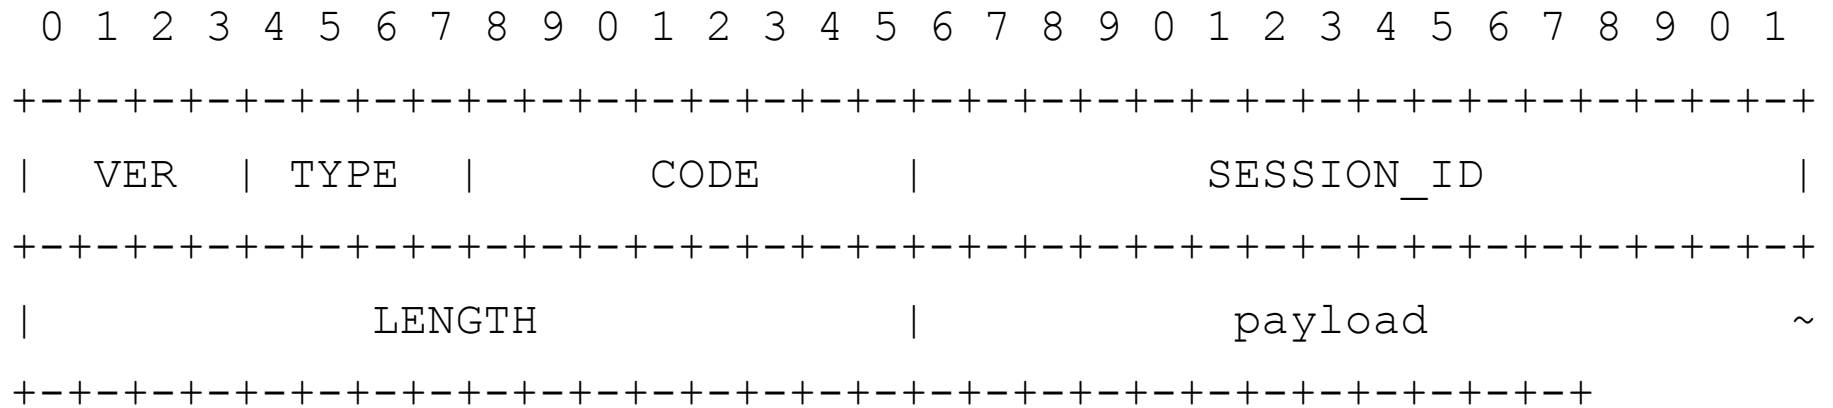 0 1 2 3 4 5 6 7 8 9 0 1 2 3 4 5 6 7 8 9 0 1 2 3 4 5 6 7 8 9 0 1
+-+-+-+-+-+-+-+-+-+-+-+-+-+-+-+-+-+-+-+-+-+-+-+-+-+-+-+-+-+-+-+-+
|  VER  | TYPE  |      CODE     |          SESSION_ID           |
+-+-+-+-+-+-+-+-+-+-+-+-+-+-+-+-+-+-+-+-+-+-+-+-+-+-+-+-+-+-+-+-+
|            LENGTH             |           payload             ~
+-+-+-+-+-+-+-+-+-+-+-+-+-+-+-+-+-+-+-+-+-+-+-+-+-+-+-+-+